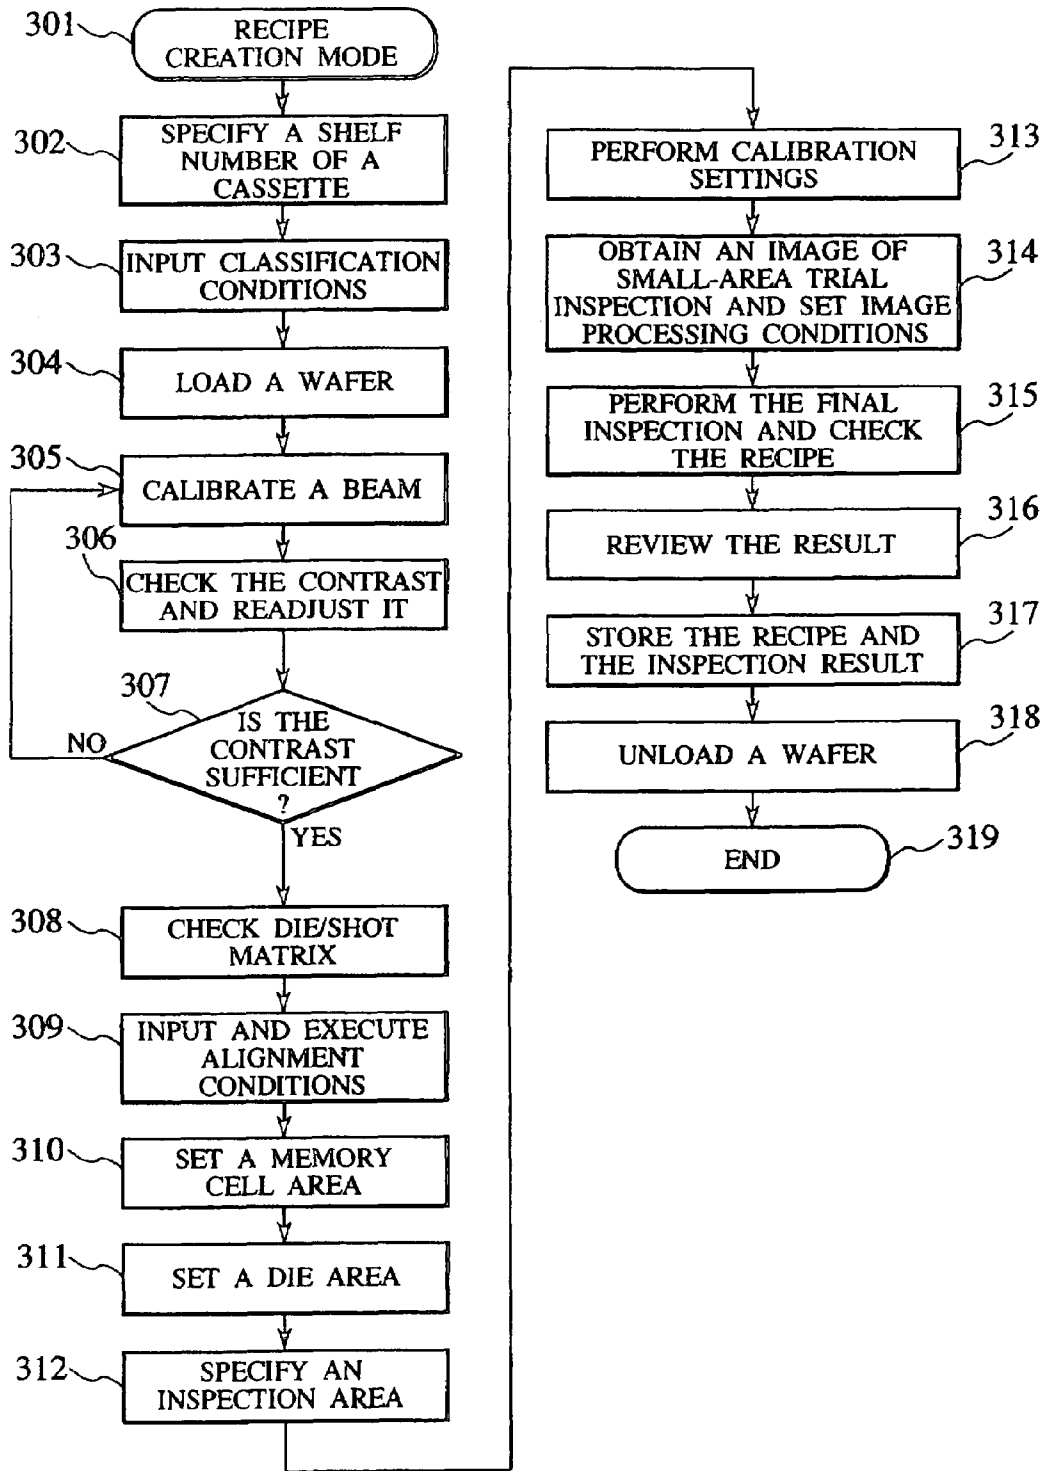 301
RECIPE
CREATION MODE
302
SPECIFY A SHELF
NUMBER OF A
CASSETTE
303
INPUT CLASSIFICATION
CONDITIONS
304
LOAD A WAFER
305
CALIBRATE A BEAM
306
CHECK THE CONTRAST
AND READJUST IT
307
IS THE
CONTRAST
SUFFICIENT
?
NO
YES
308
CHECK DIE/SHOT
MATRIX
309
INPUT AND EXECUTE
ALIGNMENT
CONDITIONS
310
SET A MEMORY
CELL AREA
311
SET A DIE AREA
312
SPECIFY AN
INSPECTION AREA
313
PERFORM CALIBRATION
SETTINGS
314
OBTAIN AN IMAGE OF
SMALL-AREA TRIAL
INSPECTION AND SET IMAGE
PROCESSING CONDITIONS
315
PERFORM THE FINAL
INSPECTION AND CHECK
THE RECIPE
316
REVIEW THE RESULT
317
STORE THE RECIPE AND
THE INSPECTION RESULT
318
UNLOAD A WAFER
319
END